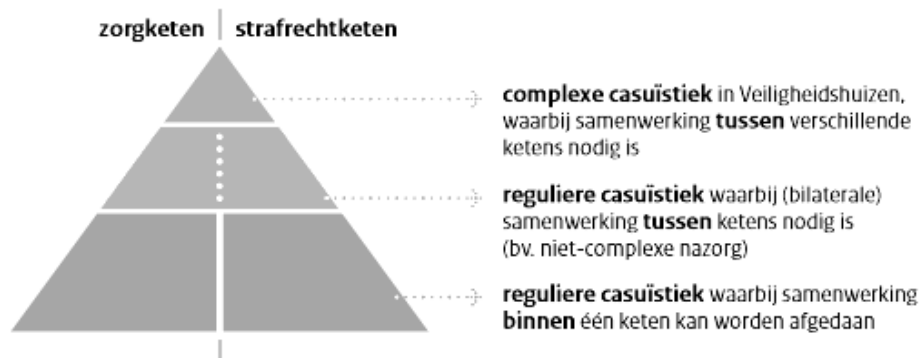 zorgketen strafrechtketen
complexe casuïstiek in Veiligheidshuizen,
waarbij samenwerking tussen verschillende
ketens nodig is
reguliere casuïstiek waarbij (bilaterale)
samenwerking tussen ketens nodig is
(bv. niet-complexe nazorg)
reguliere casuïstiek waarbij samenwerking
binnen één keten kan worden afgedaan